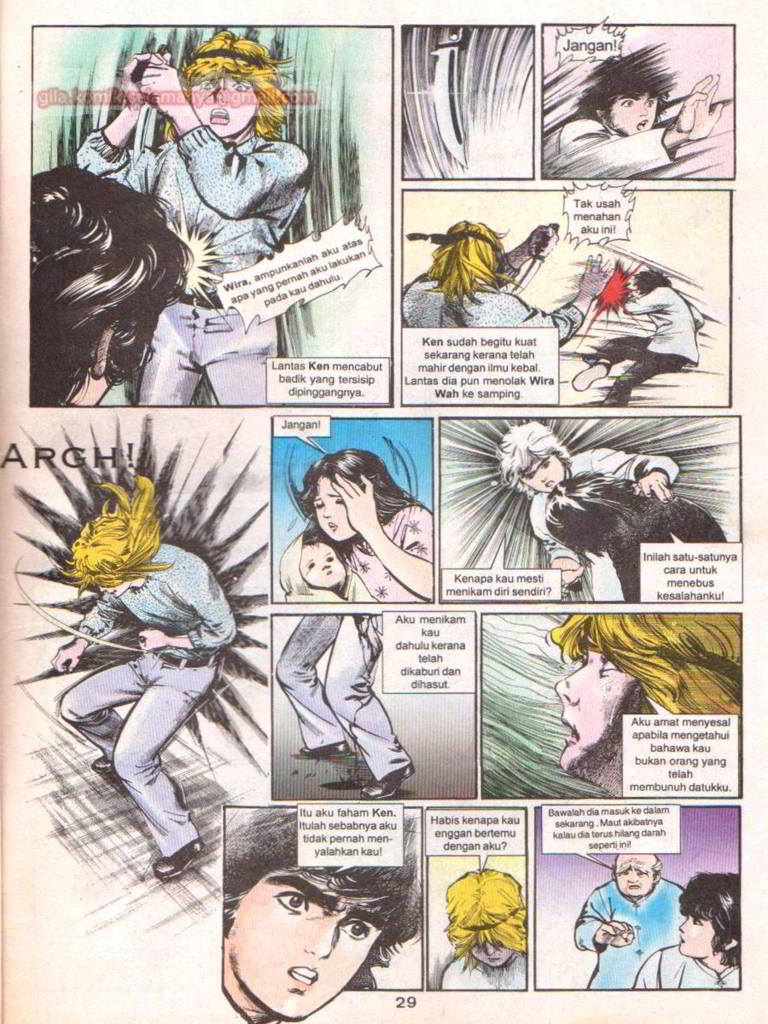 gila.komik.selamanya@gmail.com
Wira, ampunkanlah aku atas
apa yang pernah aku lakukan
pada kau dahulu.
Lantas Ken mencabut
badik yang tersisip
dipinggangnya.
Jangan!
Tak usah
menahan
aku ini!
Ken sudah begitu kuat
sekarang kerana telah
mahir dengan ilmu kebal.
Lantas dia pun menolak Wira
Wah ke samping.
ARGH!
Jangan!
Kenapa kau mesti
menikam diri sendiri?
Inilah satu-satunya
cara untuk
menebus
kesalahanku!
Aku menikam
kau
dahulu kerana
telah
dikaburi dan
dihasut.
Aku amat menyesal
apabila mengetahui
bahawa kau
bukan orang yang
telah
membunuh datukku.
Itu aku faham Ken.
Itulah sebabnya aku
tidak pernah men-
yalahkan kau!
Habis kenapa kau
enggan bertemu
dengan aku?
Bawalah dia masuk ke dalam
sekarang. Maut akibatnya
kalau dia terus hilang darah
seperti ini!
29